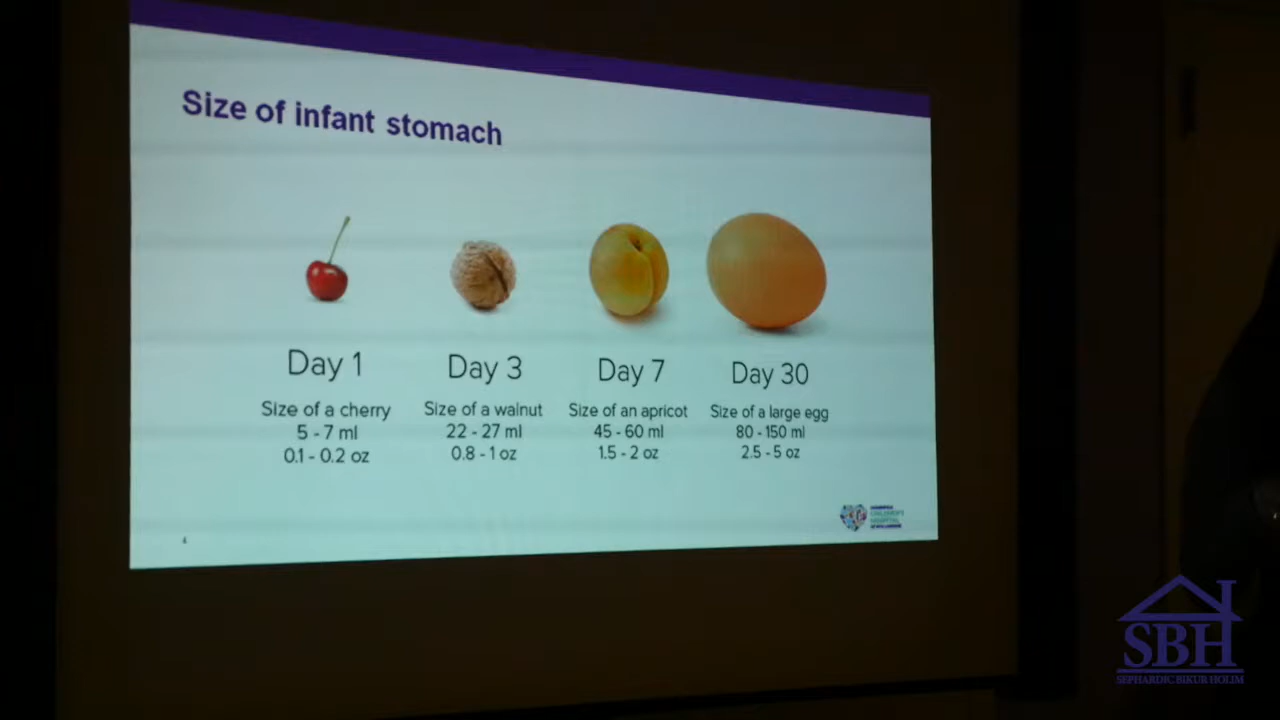 Size of infant stomach
Day 1
Size of a cherry
5 - 7 ml
0.1 - 0.2 oz
Day 3
Size of a walnut
22 - 27 ml
0.8 - 1 oz
Day 7
Size of an apricot
45 - 60 ml
1.5 - 2 oz
Day 30
Size of a large egg
80 - 150 ml
2.5 - 5 oz
CHILDREN'S
HOSPITAL
SBH
SEPHARDIC BIKUR HOLIM